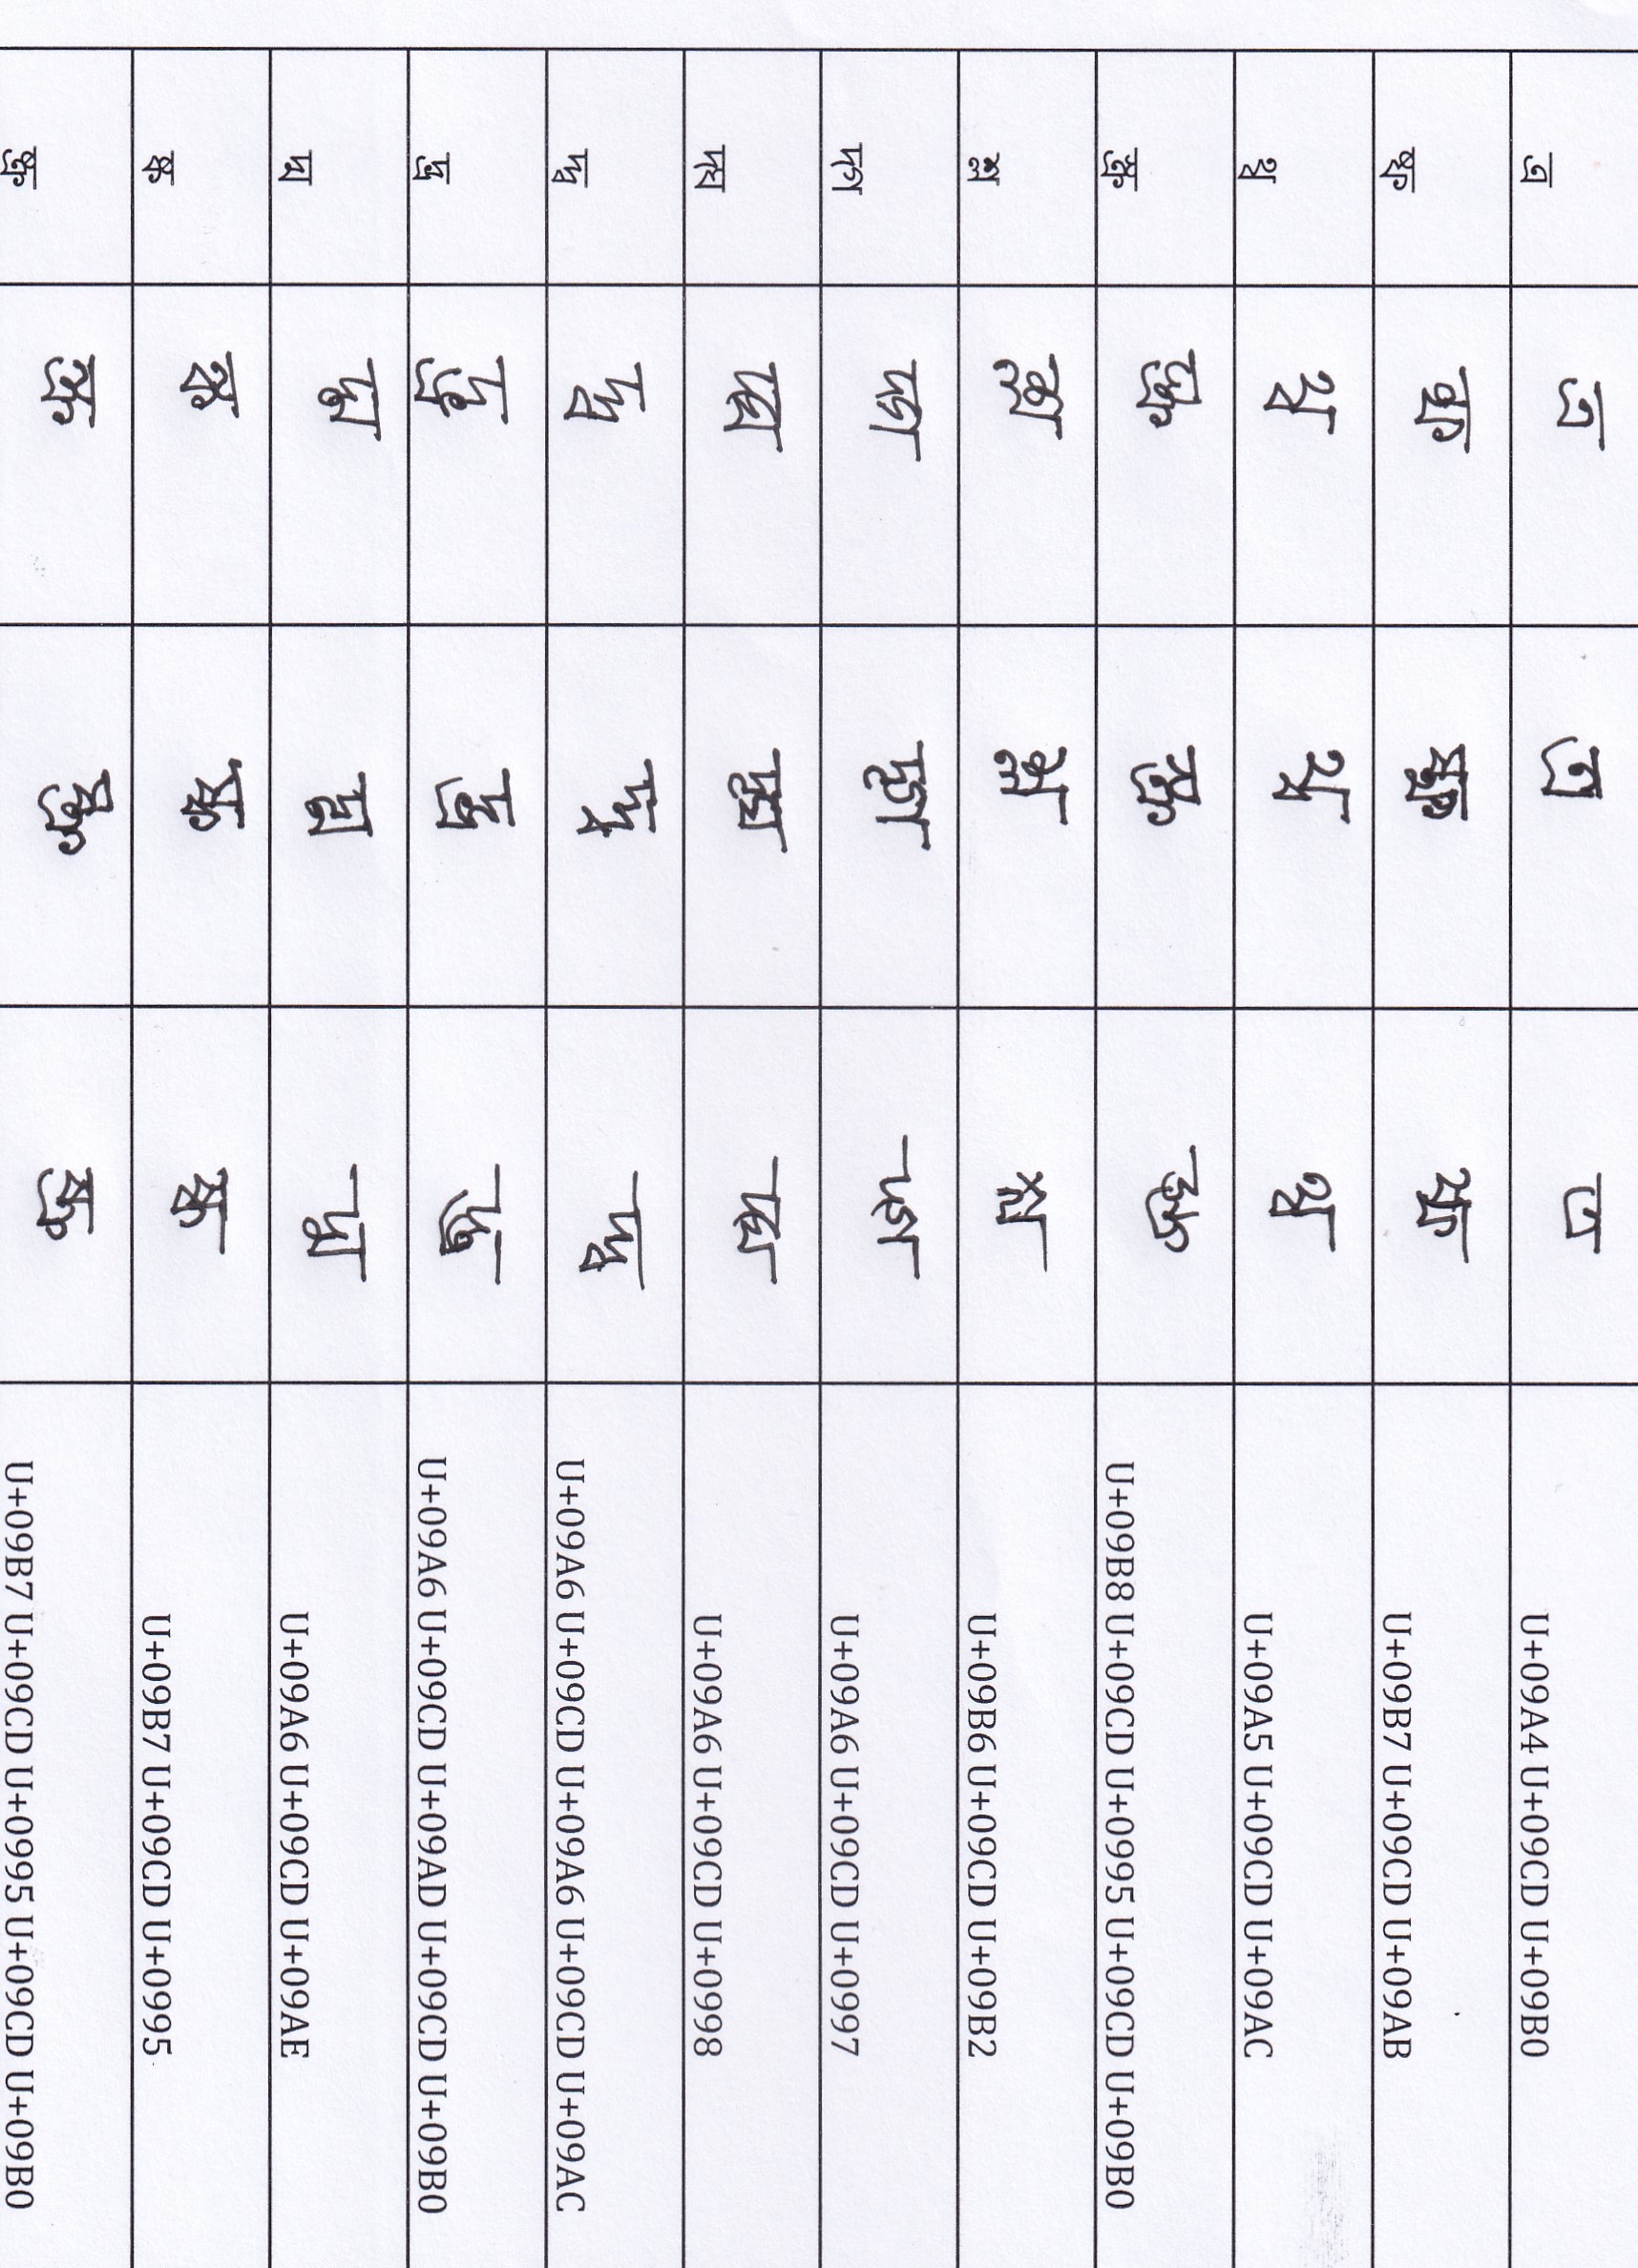 ত্র ত্র ত্র ত্র U+09A4 U+09CD U+09B0
ষ্ফ ষ্ফ ষ্ফ ষ্ফ U+09B7 U+09CD U+09AB
থ্ব থ্ব থ্ব থ্ব U+09A5 U+09CD U+09AC
স্ক্র স্ক্র স্ক্র স্ক্র U+09B8 U+09CD U+0995 U+09CD U+09B0
শ্ল শ্ল শ্ল শ্ল U+09B6 U+09CD U+09B2
দ্গ দ্গ দ্গ দ্গ U+09A6 U+09CD U+0997
দ্ঘ দ্ঘ দ্ঘ দ্ঘ U+09A6 U+09CD U+0998
দ্দ্ব দ্দ্ব দ্দ্ব দ্দ্ব U+09A6 U+09CD U+09A6 U+09CD U+09AC
দ্ভ্র দ্ভ্র দ্ভ্র দ্ভ্র U+09A6 U+09CD U+09AD U+09CD U+09B0
দ্ম দ্ম দ্ম দ্ম U+09A6 U+09CD U+09AE
ষ্ক ষ্ক ষ্ক ষ্ক U+09B7 U+09CD U+0995
ষ্ক্র ষ্ক্র ষ্ক্র ষ্ক্র U+09B7 U+09CD U+0995 U+09CD U+09B0